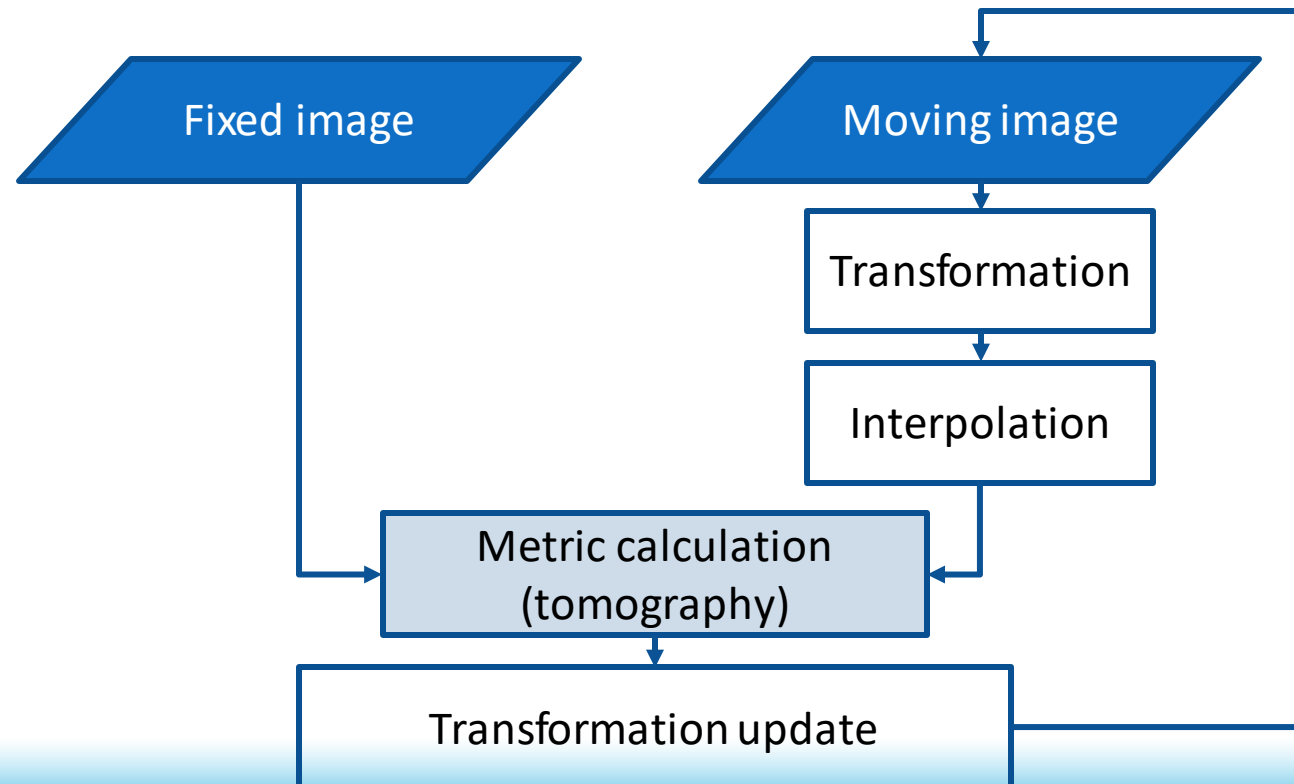 Fixed image
Moving image
Transformation
Interpolation
Metric calculation
(tomography)
Transformation update